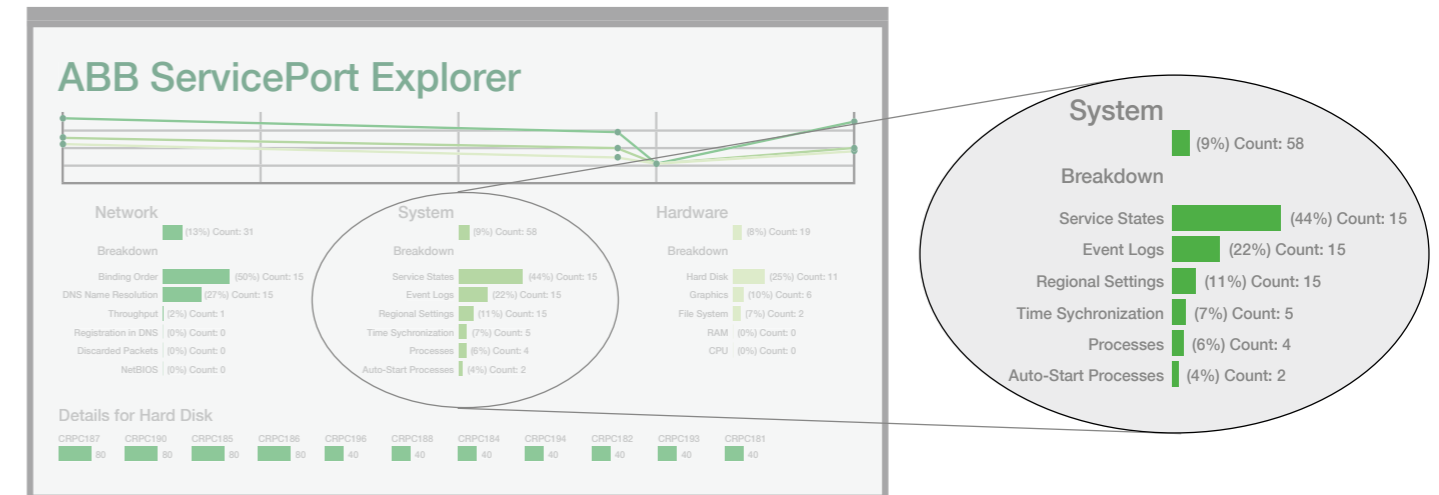 ABB ServicePort Explorer
Network
(13%) Count: 31
Breakdown
Binding Order (50%) Count: 15
DNS Name Resolution (27%) Count: 15
Throughput (2%) Count: 1
Registration in DNS (0%) Count: 0
Discarded Packets (0%) Count: 0
NetBIOS (0%) Count: 0
System
(9%) Count: 58
Breakdown
Service States (44%) Count: 15
Event Logs (22%) Count: 15
Regional Settings (11%) Count: 15
Time Sychronization (7%) Count: 5
Processes (6%) Count: 4
Auto-Start Processes (4%) Count: 2
Hardware
(8%) Count: 19
Breakdown
Hard Disk (25%) Count: 11
Graphics (10%) Count: 6
File System (7%) Count: 2
RAM (0%) Count: 0
CPU (0%) Count: 0
Details for Hard Disk
CRPC187 CRPC190 CRPC185 CRPC186 CRPC196 CRPC188 CRPC184 CRPC194 CRPC182 CRPC193 CRPC181
80 80 80 80 40 40 40 40 40 40 40
System
(9%) Count: 58
Breakdown
Service States (44%) Count: 15
Event Logs (22%) Count: 15
Regional Settings (11%) Count: 15
Time Sychronization (7%) Count: 5
Processes (6%) Count: 4
Auto-Start Processes (4%) Count: 2